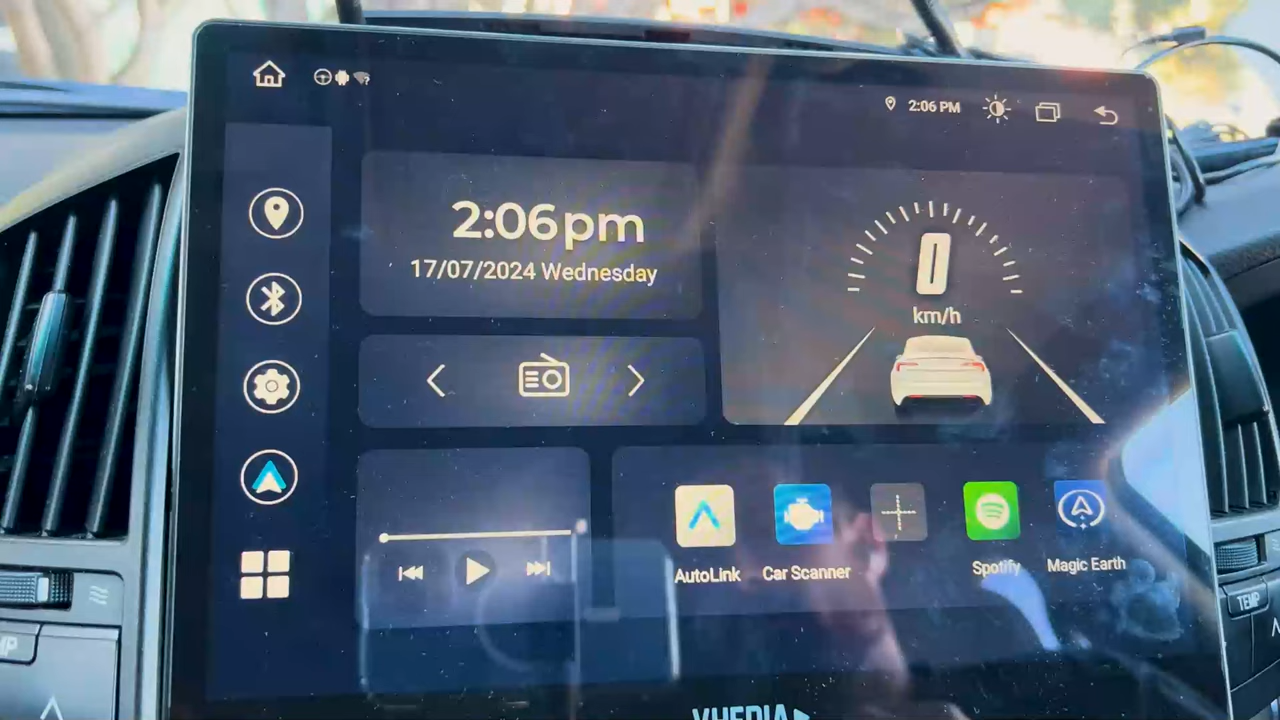 2:06 PM
2:06pm
17/07/2024 Wednesday
0
km/h
AutoLink
Car Scanner
Spotify
Magic Earth
TEMP